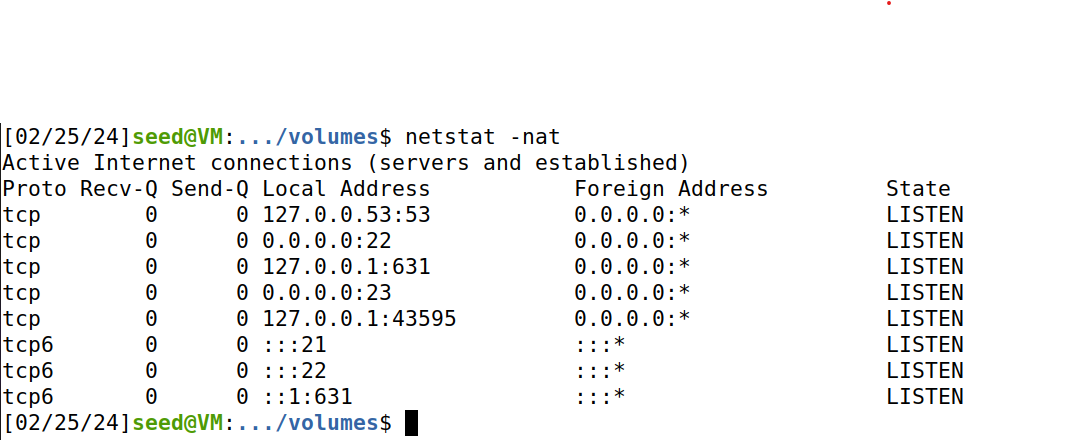 [02/25/24]seed@VM:.../volumes$ netstat -nat
Active Internet connections (servers and established)
Proto Recv-Q Send-Q Local Address           Foreign Address         State
tcp        0      0 127.0.0.53:53           0.0.0.0:*               LISTEN
tcp        0      0 0.0.0.0:22              0.0.0.0:*               LISTEN
tcp        0      0 127.0.0.1:631           0.0.0.0:*               LISTEN
tcp        0      0 0.0.0.0:23              0.0.0.0:*               LISTEN
tcp        0      0 127.0.0.1:43595         0.0.0.0:*               LISTEN
tcp6       0      0 :::21                   :::*                    LISTEN
tcp6       0      0 :::22                   :::*                    LISTEN
tcp6       0      0 ::1:631                 :::*                    LISTEN
[02/25/24]seed@VM:.../volumes$